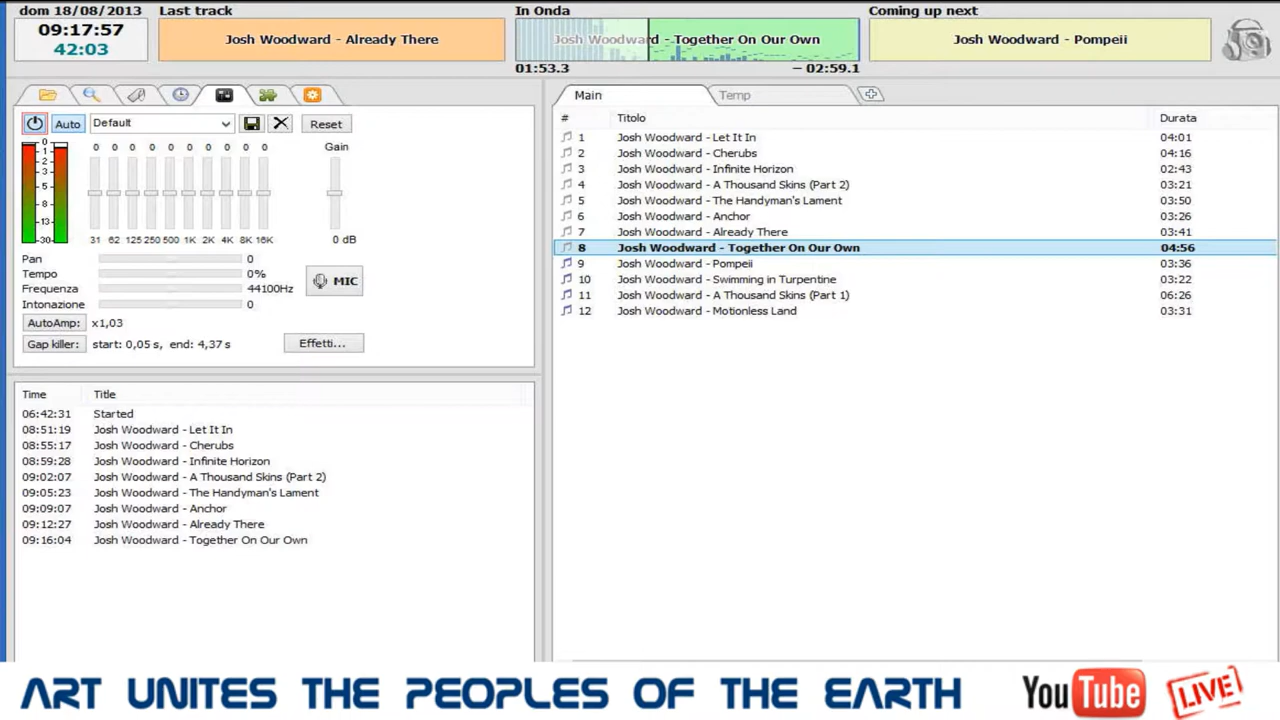 dom 18/08/2013
09:17:57
42:03
Last track
Josh Woodward - Already There
In Onda
Josh Woodward - Together On Our Own
01:53.3
− 02:59.1
Coming up next
Josh Woodward - Pompeii
Auto
Default
Reset
0
1
2
3
5
8
13
30
0 0 0 0 0 0 0 0 0 0
31 62 125 250 500 1K 2K 4K 8K 16K
Gain
0 dB
Pan 0
Tempo 0%
Frequenza 44100Hz
Intonazione 0
MIC
AutoAmp: x1,03
Gap killer: start: 0,05 s, end: 4,37 s
Effetti...
Time Title
06:42:31 Started
08:51:19 Josh Woodward - Let It In
08:55:17 Josh Woodward - Cherubs
08:59:28 Josh Woodward - Infinite Horizon
09:02:07 Josh Woodward - A Thousand Skins (Part 2)
09:05:23 Josh Woodward - The Handyman's Lament
09:09:07 Josh Woodward - Anchor
09:12:27 Josh Woodward - Already There
09:16:04 Josh Woodward - Together On Our Own
Main
Temp
# Titolo Durata
1 Josh Woodward - Let It In 04:01
2 Josh Woodward - Cherubs 04:16
3 Josh Woodward - Infinite Horizon 02:43
4 Josh Woodward - A Thousand Skins (Part 2) 03:21
5 Josh Woodward - The Handyman's Lament 03:50
6 Josh Woodward - Anchor 03:26
7 Josh Woodward - Already There 03:41
8 Josh Woodward - Together On Our Own 04:56
9 Josh Woodward - Pompeii 03:36
10 Josh Woodward - Swimming in Turpentine 03:22
11 Josh Woodward - A Thousand Skins (Part 1) 06:26
12 Josh Woodward - Motionless Land 03:31
ART UNITES THE PEOPLES OF THE EARTH
YouTube
LIVE